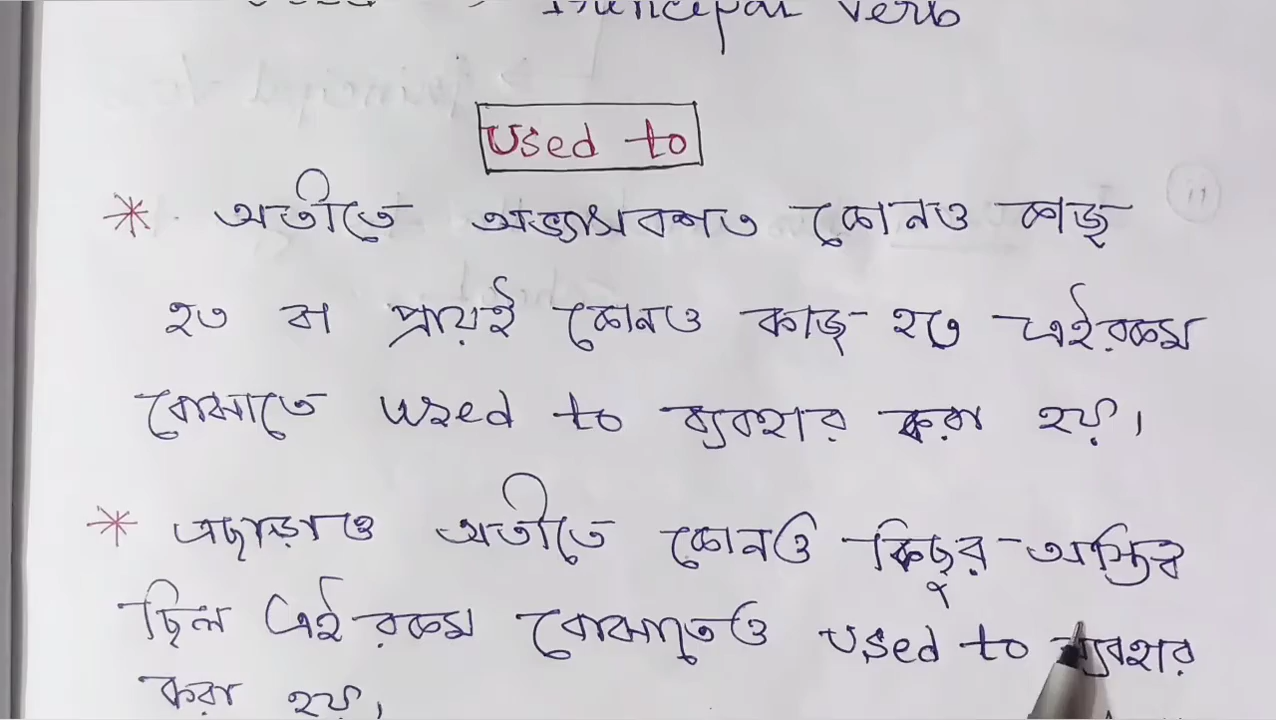 Principal Verb
Used to
* অতীতে অভ্যাসবশত কোনও কাজ
হত বা প্রায়ই কোনও কাজ হত এইরকম
বোঝাতে used to ব্যবহার করা হয়।
* এছাড়াও অতীতে কোনও কিছুর অস্তিত্ব
ছিল এইরকম বোঝাতেও used to ব্যবহার
করা হয়।